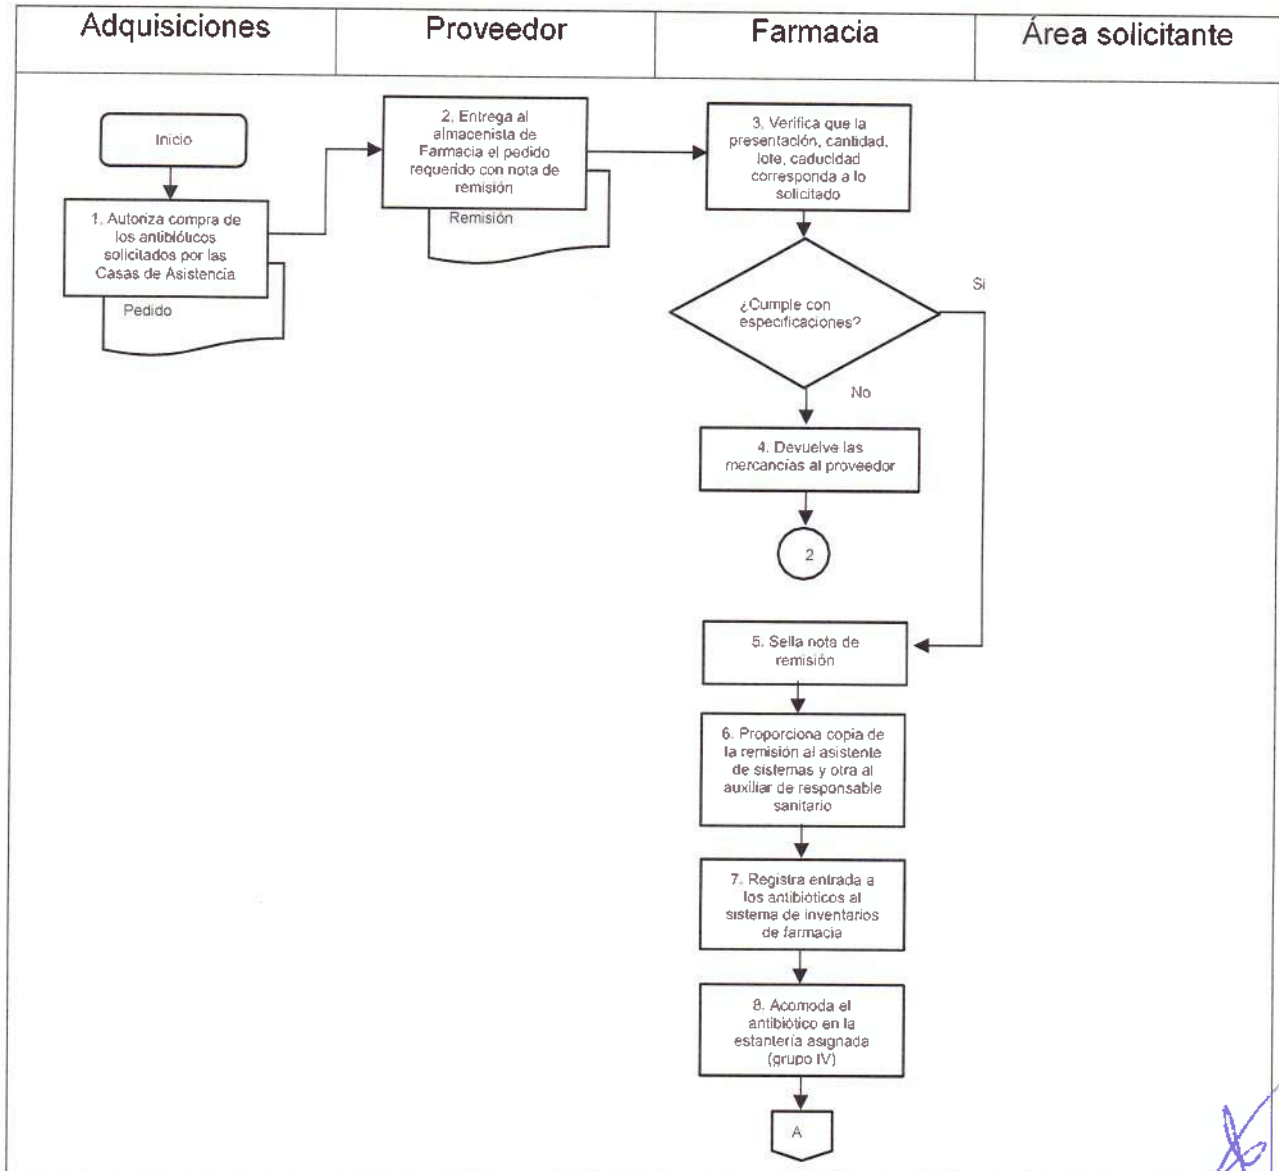 Adquisiciones
Proveedor
Farmacia
Área solicitante
Inicio
1. Autoriza compra de
los antibióticos
solicitados por las
Casas de Asistencia
Pedido
2. Entrega al
almacenista de
Farmacia el pedido
requerido con nota de
remisión
Remisión
3. Verifica que la
presentación, cantidad,
lote, caducidad
corresponda a lo
solicitado
¿Cumple con
especificaciones?
Si
No
4. Devuelve las
mercancías al proveedor
2
5. Sella nota de
remisión
6. Proporciona copia de
la remisión al asistente
de sistemas y otra al
auxiliar de responsable
sanitario
7. Registra entrada a
los antibióticos al
sistema de inventarios
de farmacia
8. Acomoda el
antibiótico en la
estantería asignada
(grupo IV)
A